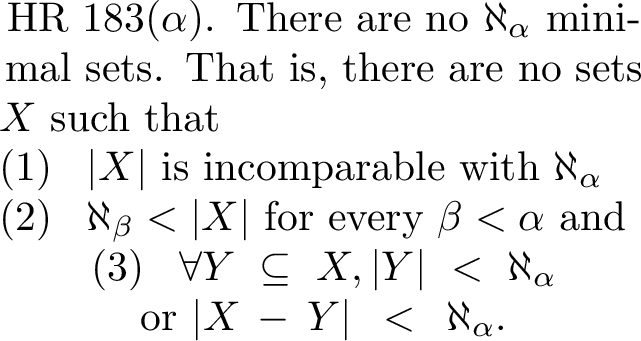 HR 183(α). There are no ℵ_α mini-
mal sets. That is, there are no sets
X such that
(1) |X| is incomparable with ℵ_α
(2) ℵ_β < |X| for every β < α and
(3) ∀Y ⊆ X, |Y| < ℵ_α
or |X − Y| < ℵ_α.